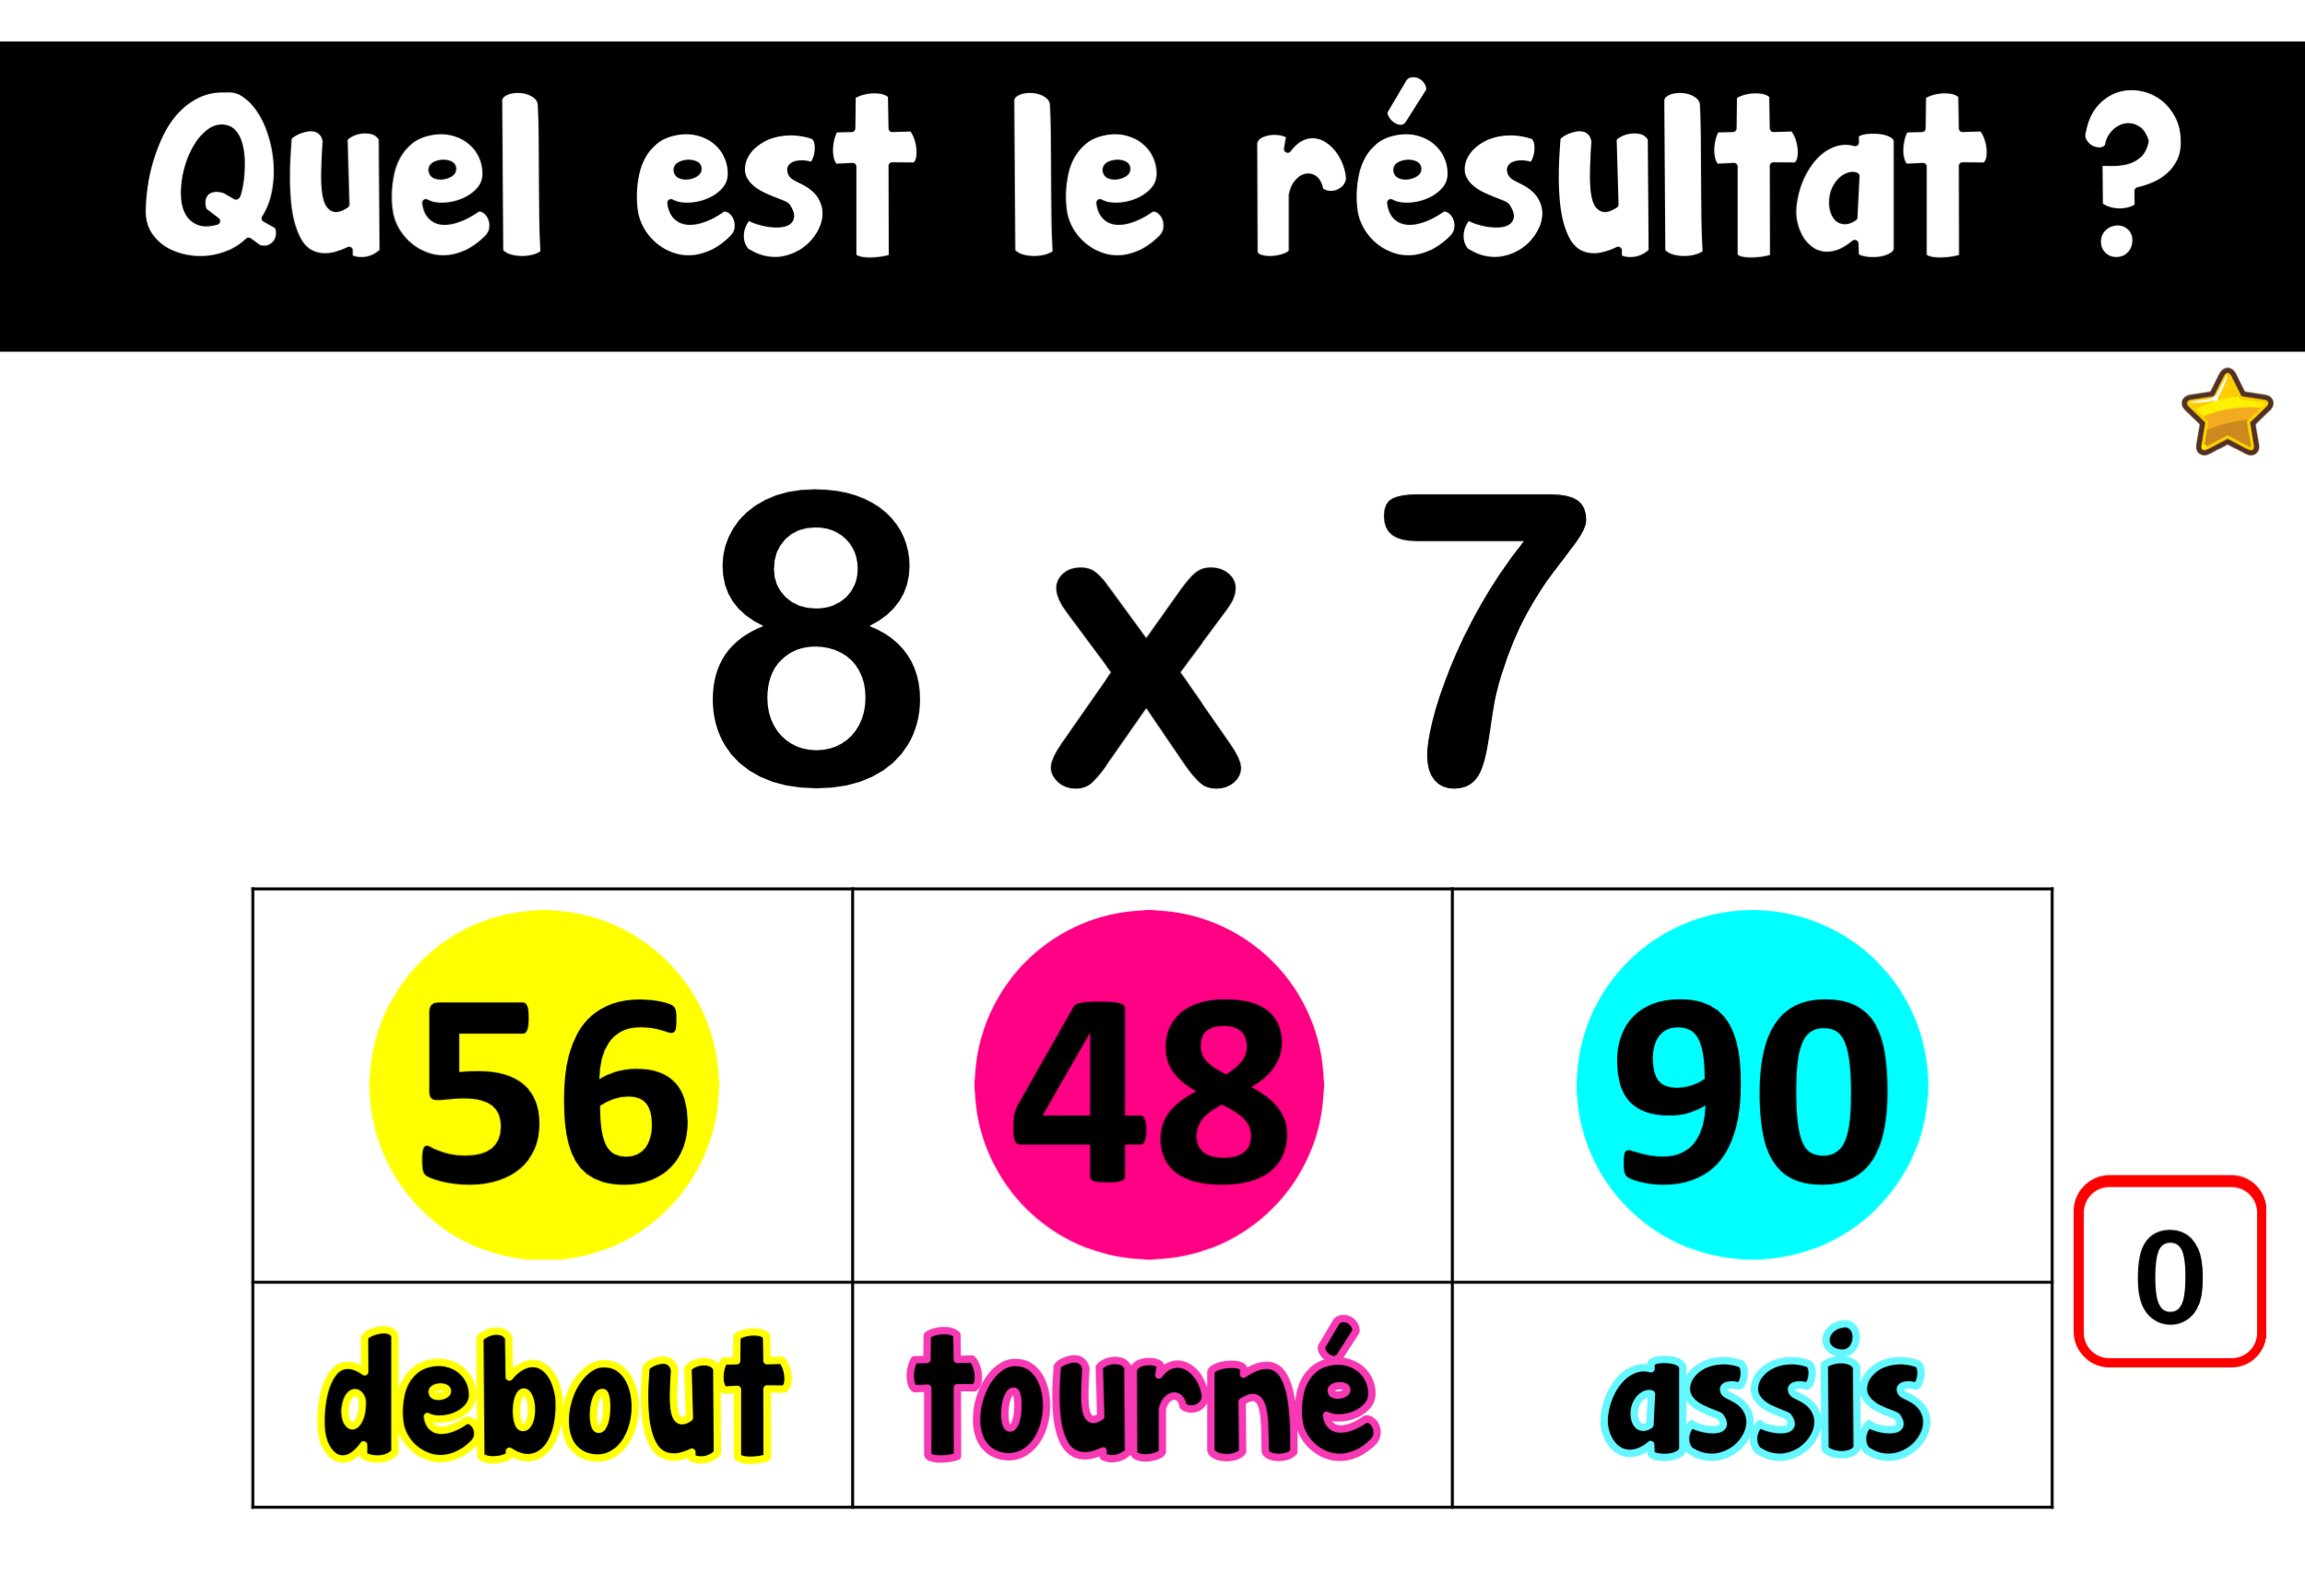 Quel est le résultat ?
8 x 7
56 48 90
0
debout tourné assis